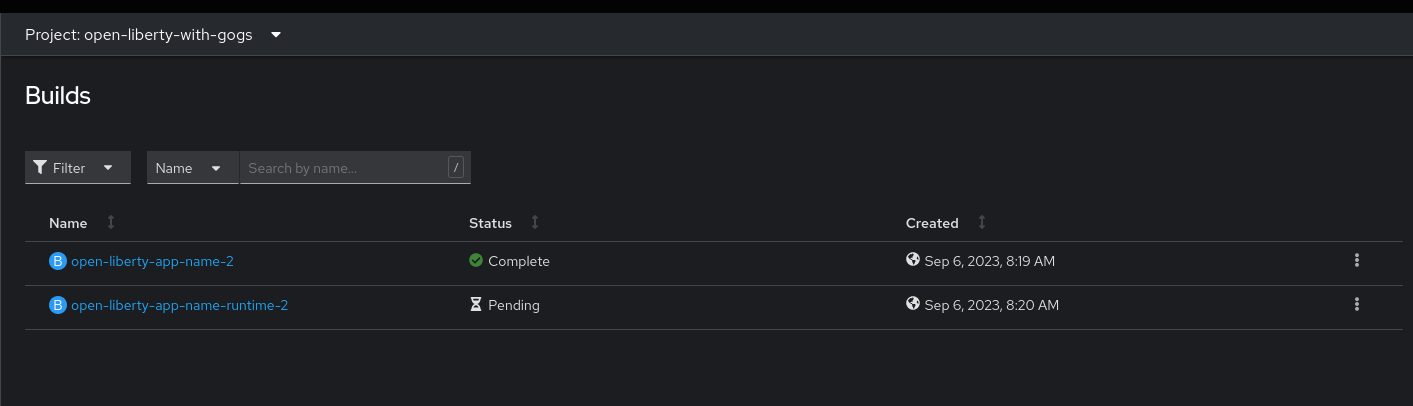 Project: open-liberty-with-gogs
Builds
Filter Name Search by name... /
Name Status Created
B open-liberty-app-name-2 Complete Sep 6, 2023, 8:19 AM
B open-liberty-app-name-runtime-2 Pending Sep 6, 2023, 8:20 AM